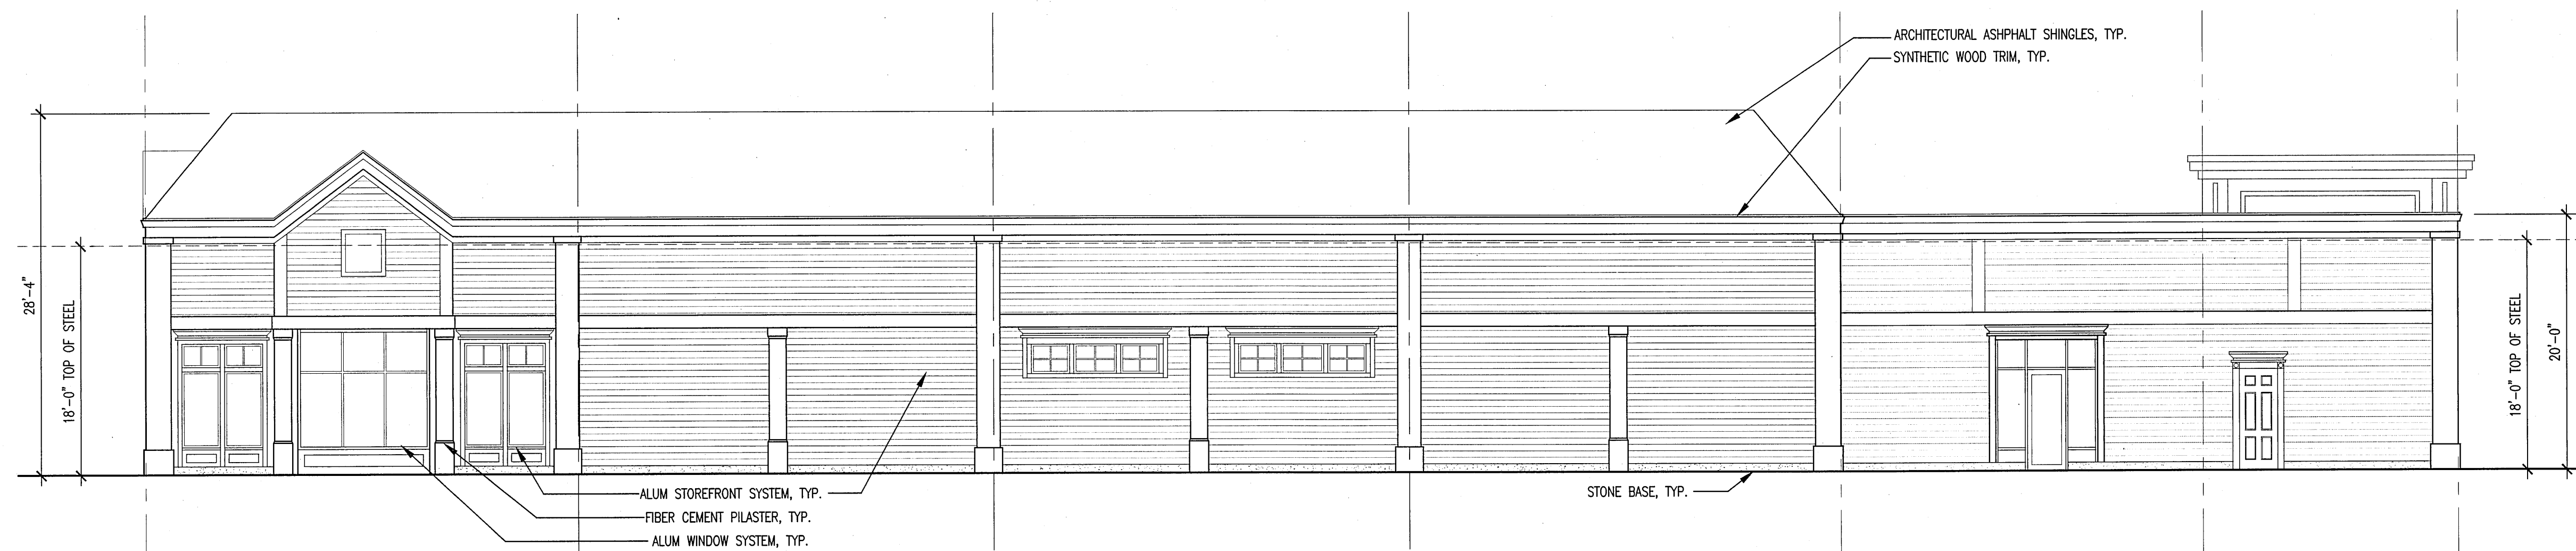 ARCHITECTURAL ASHPHALT SHINGLES, TYP.
SYNTHETIC WOOD TRIM, TYP.
28'-4"
18'-0" TOP OF STEEL
18'-0" TOP OF STEEL
20'-0"
ALUM STOREFRONT SYSTEM, TYP.
STONE BASE, TYP.
FIBER CEMENT PILASTER, TYP.
ALUM WINDOW SYSTEM, TYP.